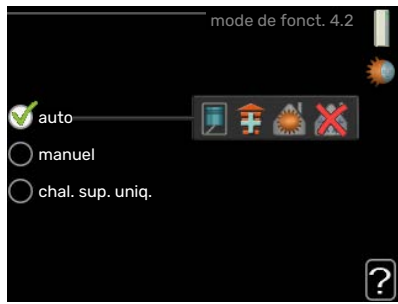 mode de fonct. 4.2
auto
manuel
chal. sup. uniq.
?